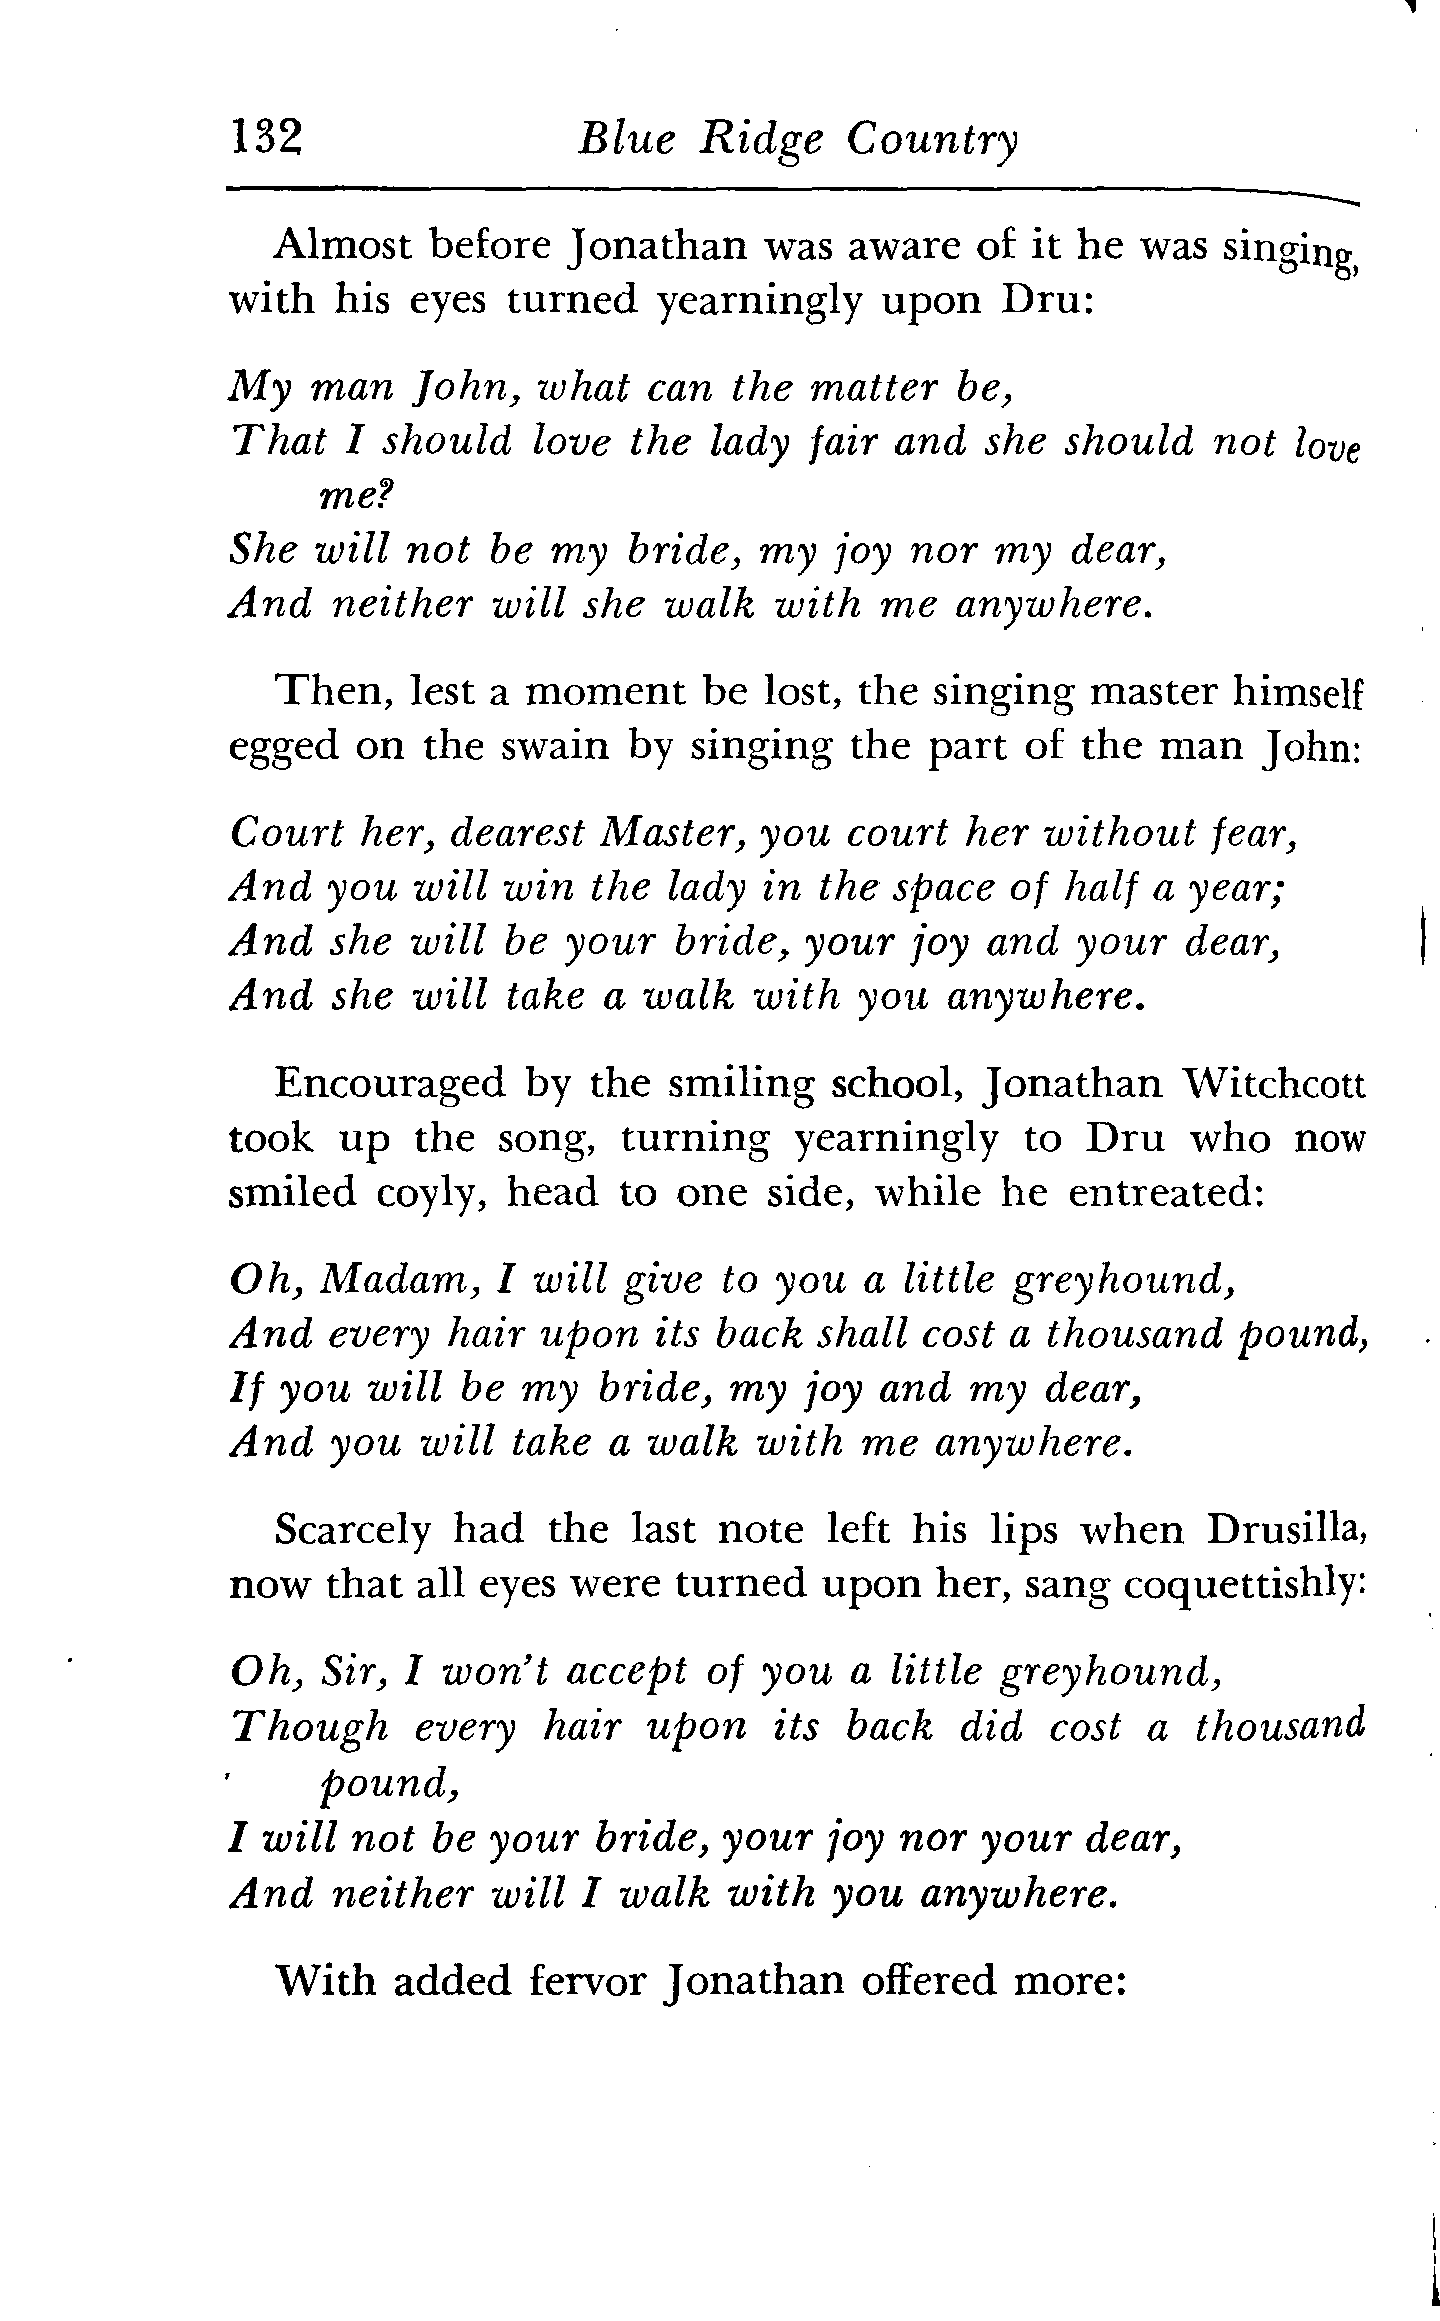 132 Blue Ridge Country
Almost before Jonathan was aware of it he was singing,
with his eyes turned yearningly upon Dru:
My man John, what can the matter be,
That I should love the lady fair and she should not love
me?
She will not be my bride, my joy nor my dear,
And neither will she walk with me anywhere.
Then, lest a moment be lost, the singing master himself
egged on the swain by singing the part of the man John:
Court her, dearest Master, you court her without fear,
And you will win the lady in the space of half a year;
And she will be your bride, your joy and your dear,
And she will take a walk with you anywhere.
Encouraged by the smiling school, Jonathan Witchcott
took up the song, turning yearningly to Dru who now
smiled coyly, head to one side, while he entreated:
Oh, Madam, I will give to you a little greyhound,
And every hair upon its back shall cost a thousand pound,
If you will be my bride, my joy and my dear,
And you will take a walk with me anywhere.
Scarcely had the last note left his lips when Drusilla,
now that all eyes were turned upon her, sang coquettishly:
Oh, Sir, I won't accept of you a little greyhound,
Though every hair upon its back did cost a thousand
pound,
I will not be your bride, your joy nor your dear,
And neither will I walk with you anywhere.
With added fervor Jonathan offered more: